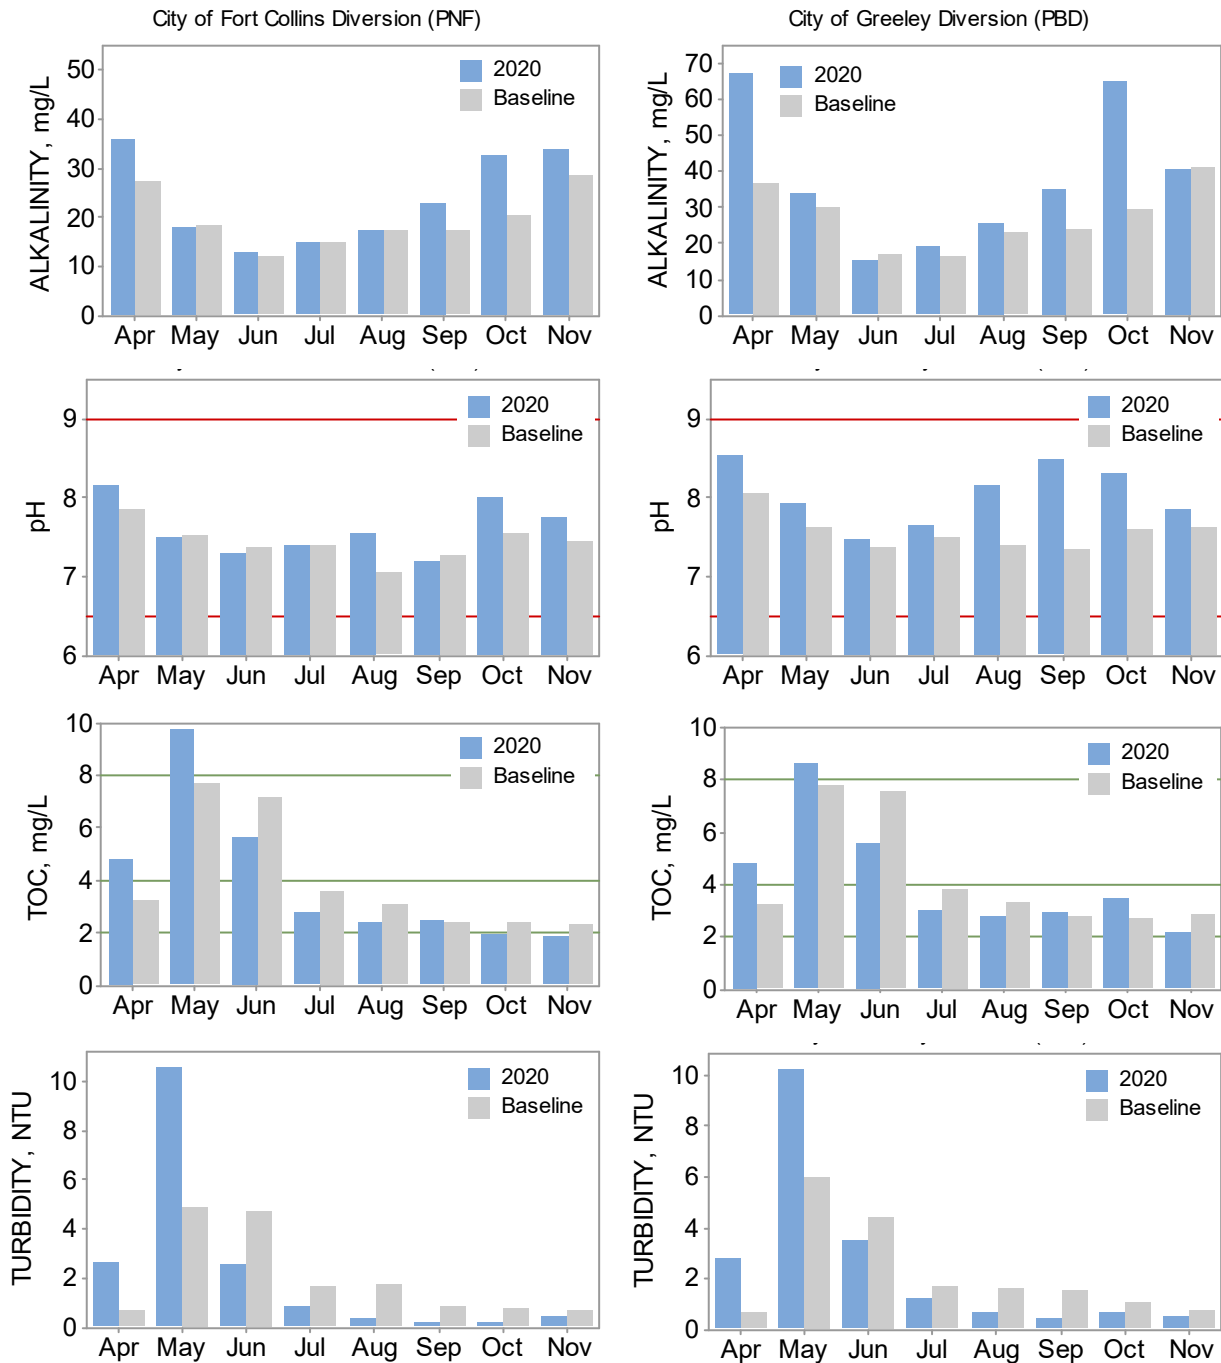 City of Fort Collins Diversion (PNF)
ALKALINITY, mg/L
50
40
30
20
10
0
2020
Baseline
Apr May Jun Jul Aug Sep Oct Nov
City of Greeley Diversion (PBD)
ALKALINITY, mg/L
70
60
50
40
30
20
10
0
2020
Baseline
Apr May Jun Jul Aug Sep Oct Nov
pH
9
8
7
6
2020
Baseline
Apr May Jun Jul Aug Sep Oct Nov
pH
9
8
7
6
2020
Baseline
Apr May Jun Jul Aug Sep Oct Nov
TOC, mg/L
10
8
6
4
2
0
2020
Baseline
Apr May Jun Jul Aug Sep Oct Nov
TOC, mg/L
10
8
6
4
2
0
2020
Baseline
Apr May Jun Jul Aug Sep Oct Nov
TURBIDITY, NTU
10
8
6
4
2
0
2020
Baseline
Apr May Jun Jul Aug Sep Oct Nov
TURBIDITY, NTU
10
8
6
4
2
0
2020
Baseline
Apr May Jun Jul Aug Sep Oct Nov